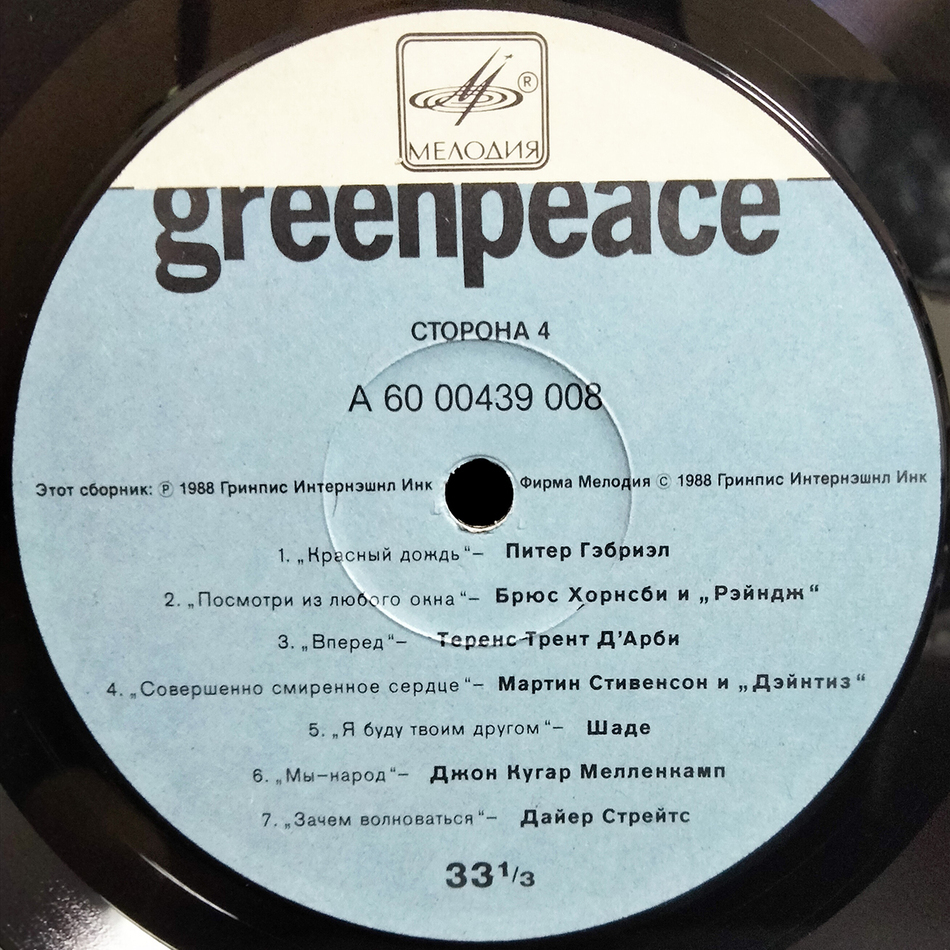 МЕЛОДИЯ ®
greenpeace
СТОРОНА 4
А 60 00439 008
Этот сборник: ℗ 1988 Гринпис Интернэшнл Инк Фирма Мелодия © 1988 Гринпис Интернэшнл Инк
1. „Красный дождь“– Питер Гэбриэл
2. „Посмотри из любого окна“– Брюс Хорнсби и „Рэйндж“
3. „Вперед“– Теренс Трент Д'Арби
4. „Совершенно смиренное сердце“– Мартин Стивенсон и „Дэйнтиз“
5. „Я буду твоим другом“– Шаде
6. „Мы–народ“– Джон Кугар Мелленкамп
7. „Зачем волноваться“– Дайер Стрейтс
33 1/3